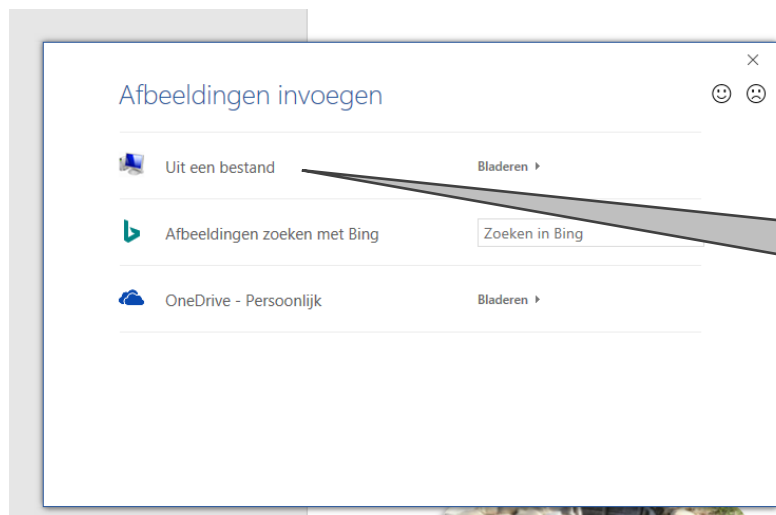 Afbeeldingen invoegen
Uit een bestand Bladeren
Afbeeldingen zoeken met Bing Zoeken in Bing
OneDrive - Persoonlijk Bladeren